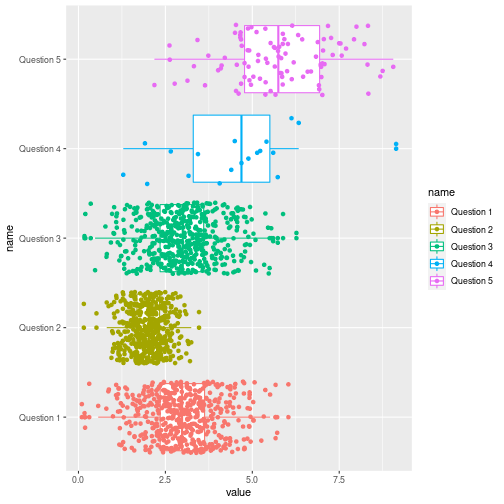 Question 5
Question 4
Question 3
Question 2
Question 1
name
0.0
2.5
5.0
7.5
value
name
Question 1
Question 2
Question 3
Question 4
Question 5